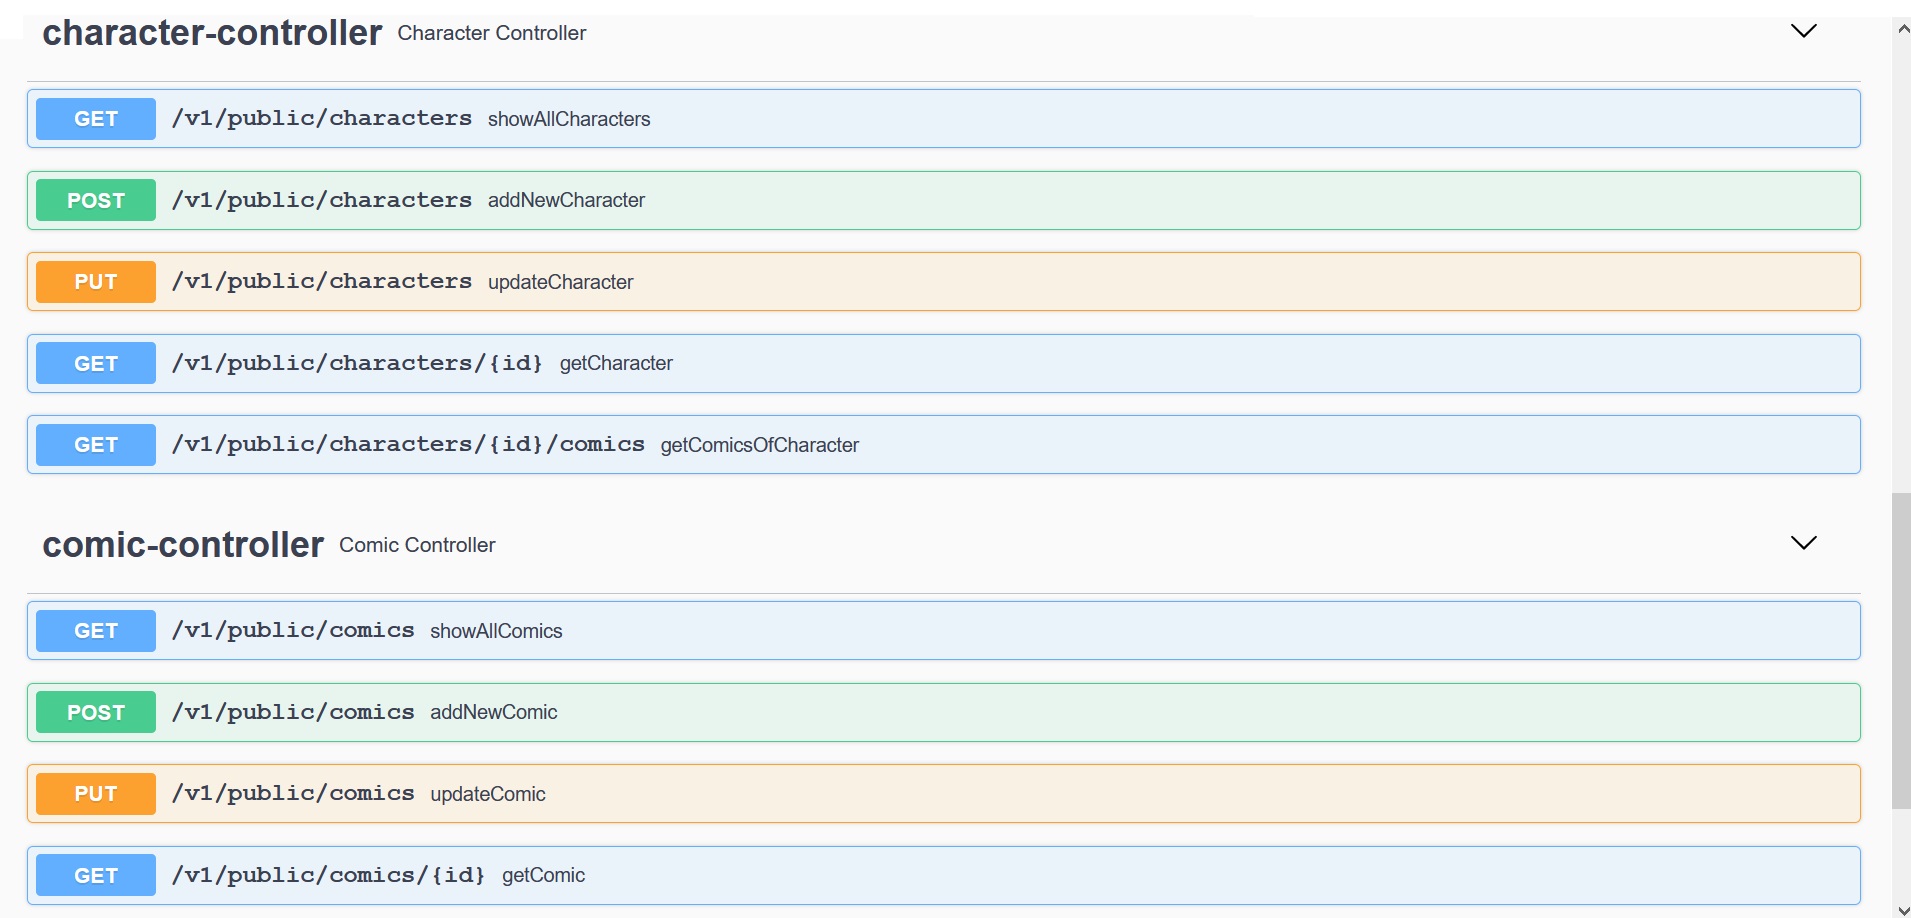 character-controller Character Controller
GET /v1/public/characters showAllCharacters
POST /v1/public/characters addNewCharacter
PUT /v1/public/characters updateCharacter
GET /v1/public/characters/{id} getCharacter
GET /v1/public/characters/{id}/comics getComicsOfCharacter
comic-controller Comic Controller
GET /v1/public/comics showAllComics
POST /v1/public/comics addNewComic
PUT /v1/public/comics updateComic
GET /v1/public/comics/{id} getComic